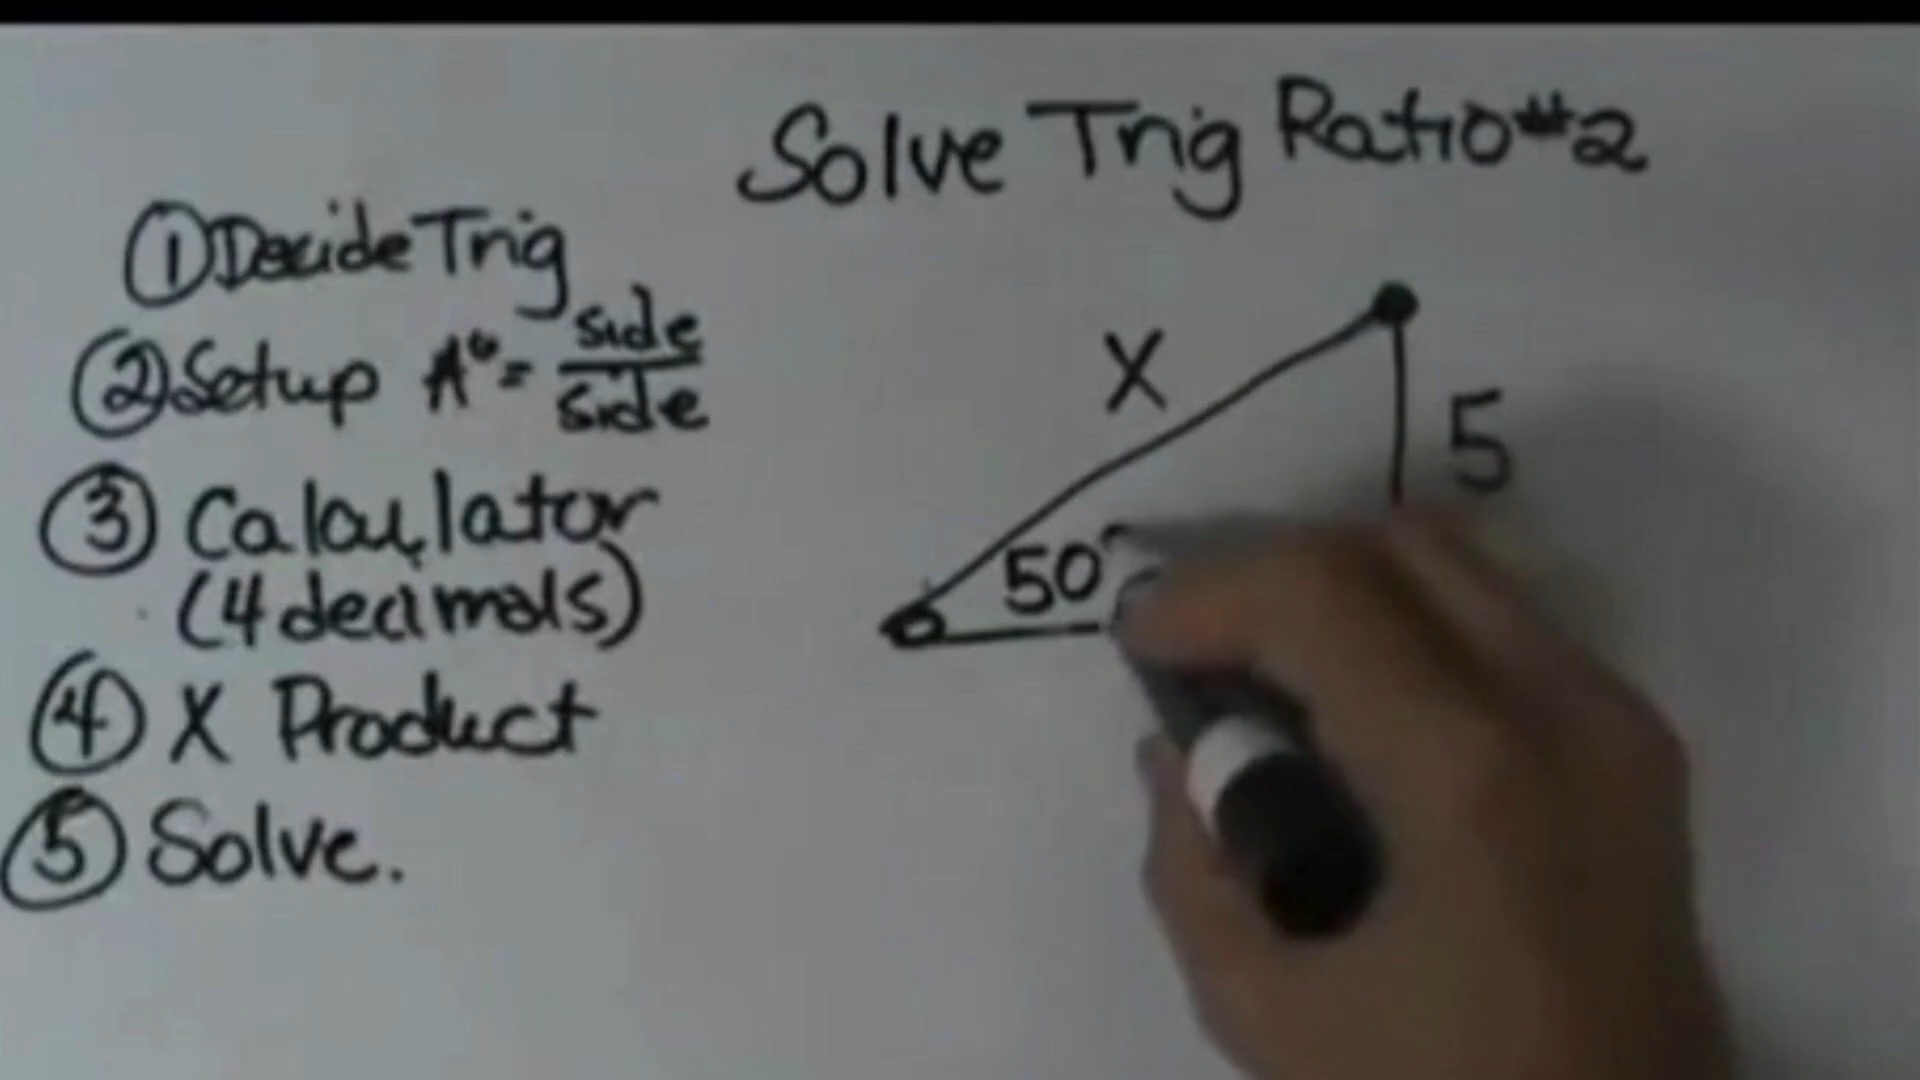 Solve Trig Ratio #2
① Decide Trig
② Setup A° = side/side
③ Calculator
(4 decimals)
④ X Product
⑤ Solve.
X
5
50°